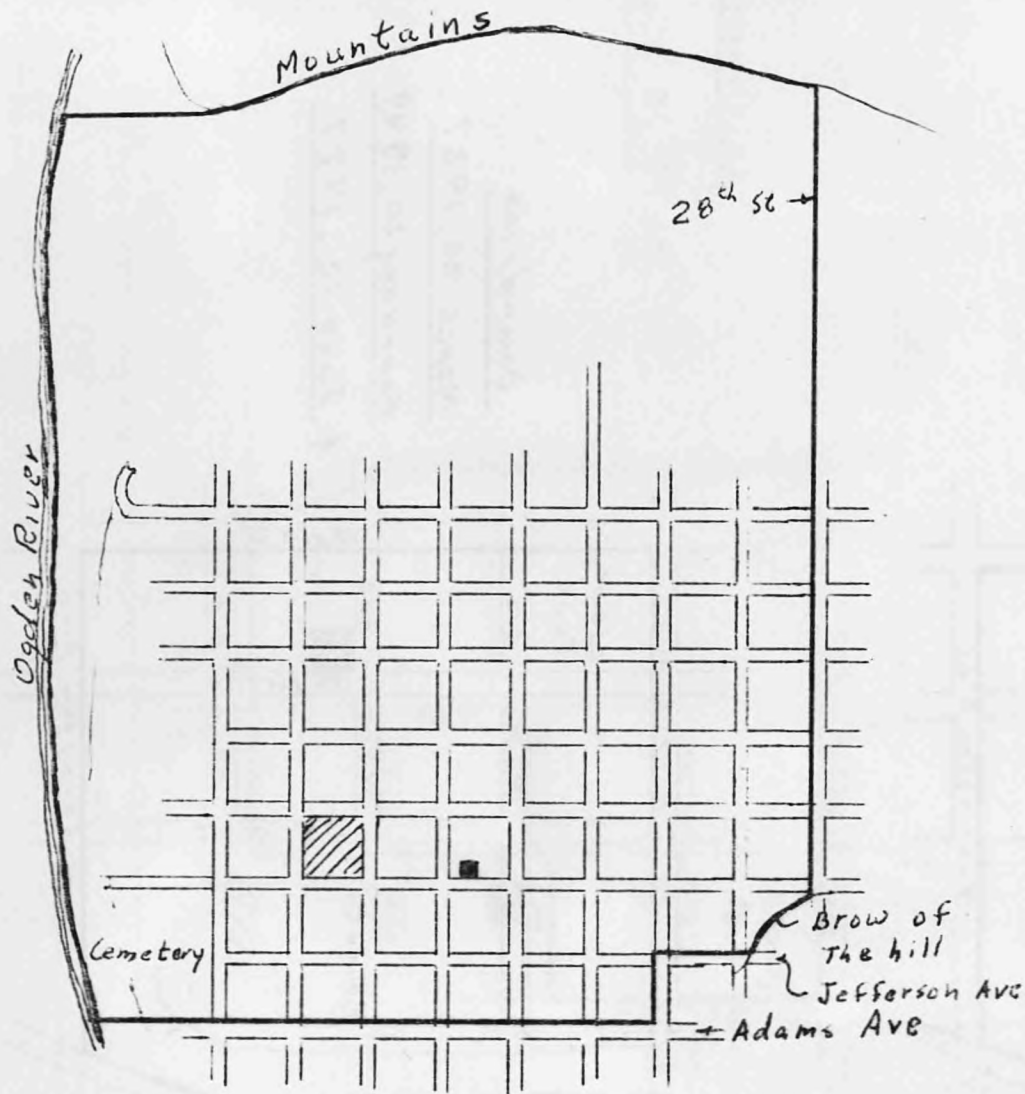 Mountains
28th St
Ogden River
Cemetery
Brow of
The hill
Jefferson Ave
Adams Ave